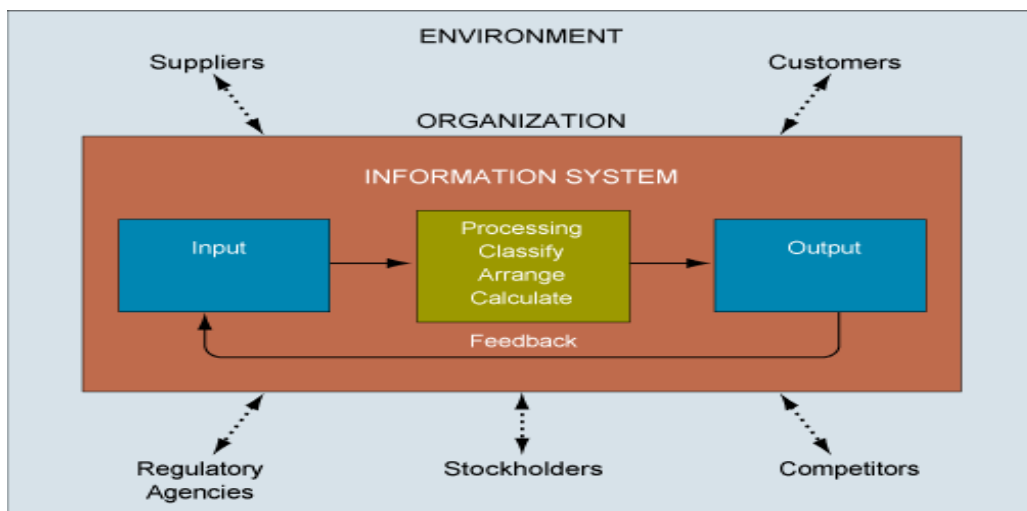 ENVIRONMENT
Suppliers
Customers
ORGANIZATION
INFORMATION SYSTEM
Input
Processing
Classify
Arrange
Calculate
Output
Feedback
Regulatory
Agencies
Stockholders
Competitors